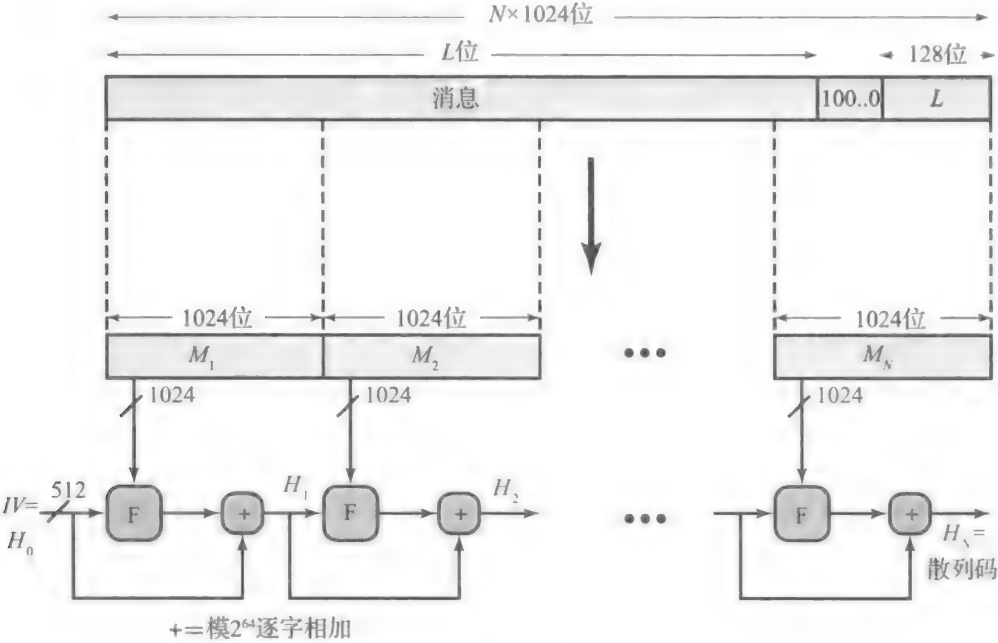 N×1024位
L位
128位
消息 100..0 L
1024位 1024位 1024位
M₁ M₂ ••• M_N
1024 1024 1024
IV= 512 F + H₁ F + H₂ ••• F +
H₀
H_N=
散列码
+=模2⁶⁴逐字相加